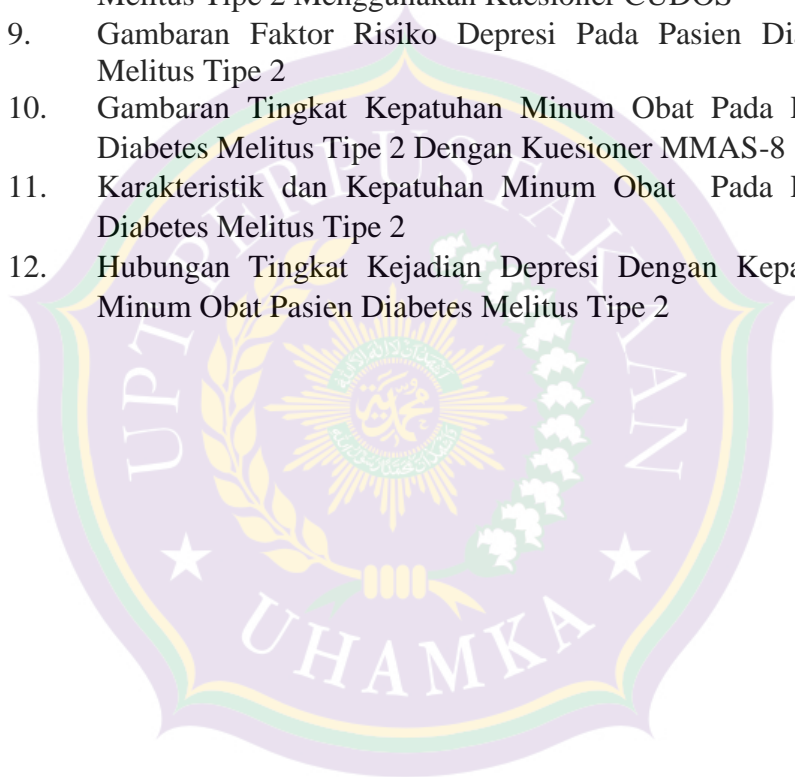 Melitus Tipe 2 Menggunakan Kuesioner CUDOS
9. Gambaran Faktor Risiko Depresi Pada Pasien
Melitus Tipe 2
10. Gambaran Tingkat Kepatuhan Minum Obat Pada
Diabetes Melitus Tipe 2 Dengan Kuesioner MMAS-8
11. Karakteristik dan Kepatuhan Minum Obat Pada
Diabetes Melitus Tipe 2
12. Hubungan Tingkat Kejadian Depresi Dengan
Minum Obat Pasien Diabetes Melitus Tipe 2
UPT PERPUSTAKAAN
UHAMKA